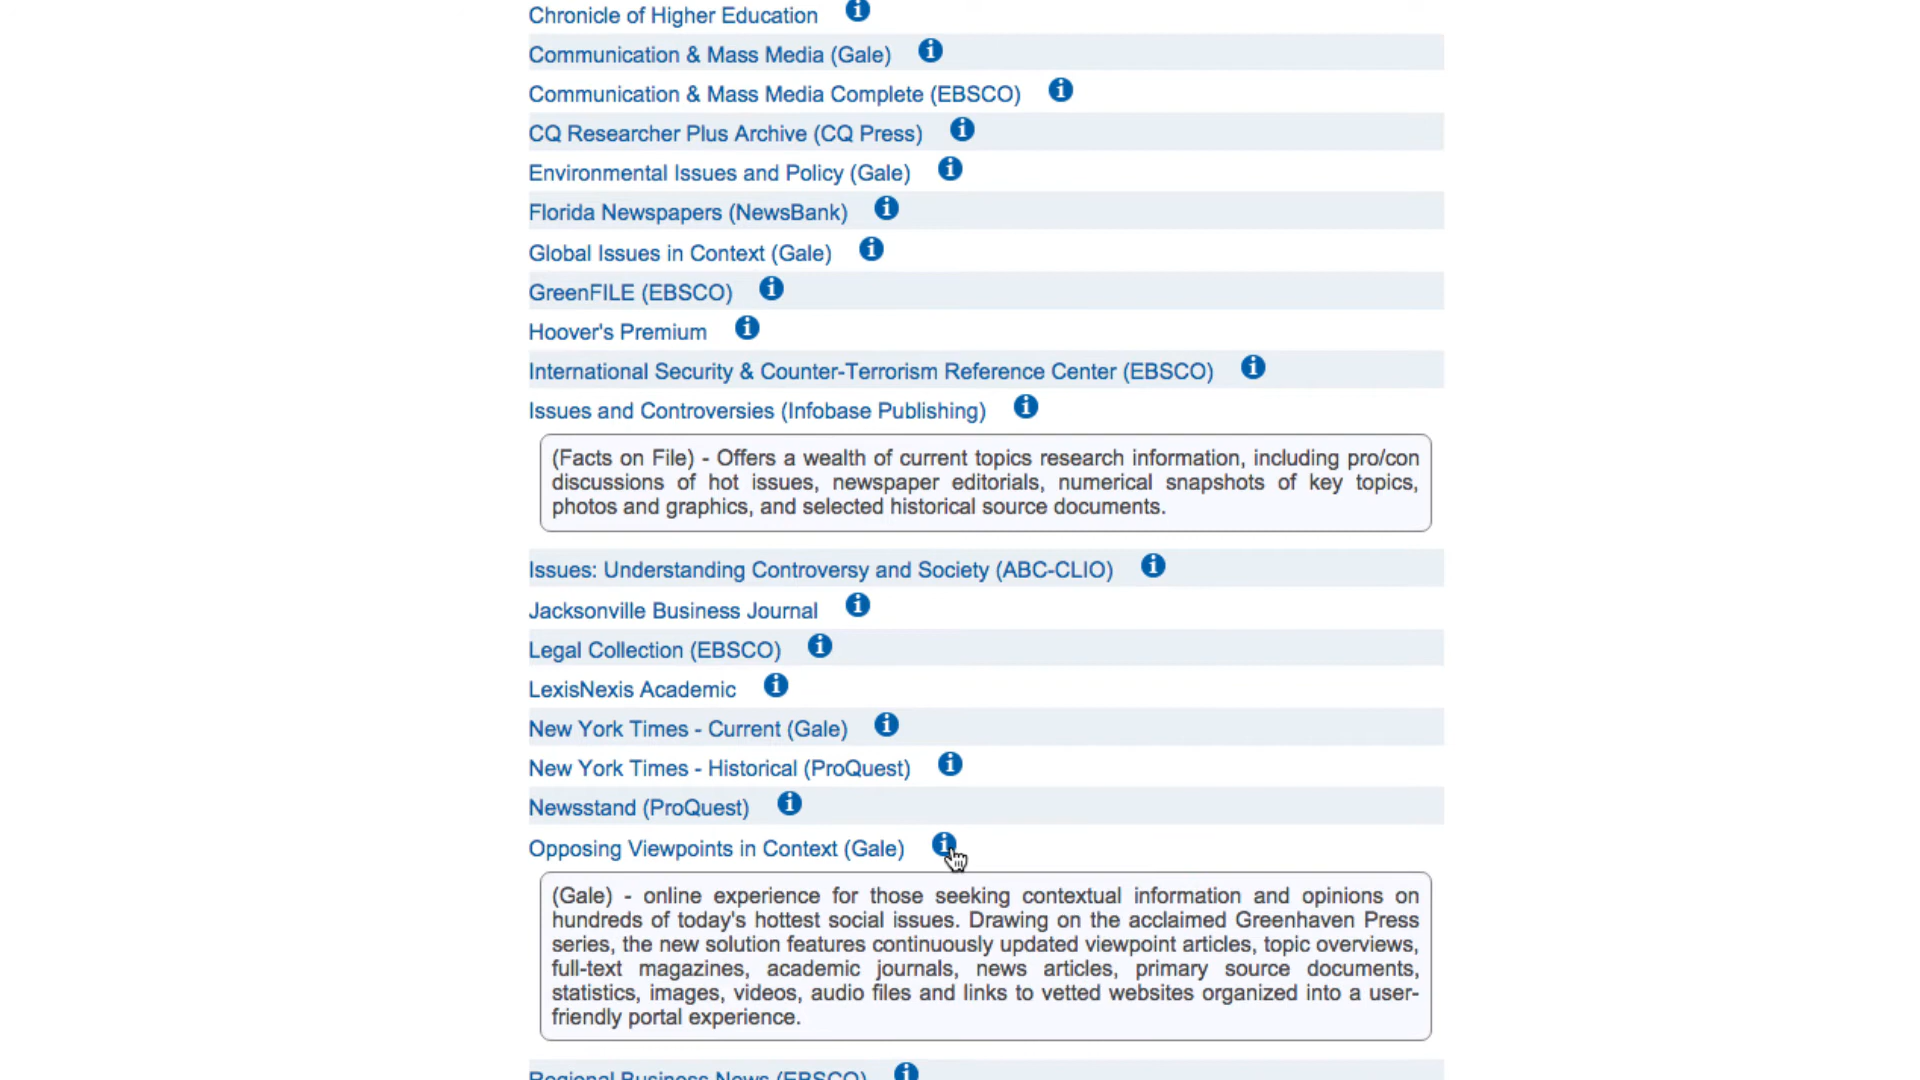 Chronicle of Higher Education
Communication & Mass Media (Gale)
Communication & Mass Media Complete (EBSCO)
CQ Researcher Plus Archive (CQ Press)
Environmental Issues and Policy (Gale)
Florida Newspapers (NewsBank)
Global Issues in Context (Gale)
GreenFILE (EBSCO)
Hoover's Premium
International Security & Counter-Terrorism Reference Center (EBSCO)
Issues and Controversies (Infobase Publishing)
(Facts on File) - Offers a wealth of current topics research information, including pro/con
discussions of hot issues, newspaper editorials, numerical snapshots of key topics,
photos and graphics, and selected historical source documents.
Issues: Understanding Controversy and Society (ABC-CLIO)
Jacksonville Business Journal
Legal Collection (EBSCO)
LexisNexis Academic
New York Times - Current (Gale)
New York Times - Historical (ProQuest)
Newsstand (ProQuest)
Opposing Viewpoints in Context (Gale)
(Gale) - online experience for those seeking contextual information and opinions on
hundreds of today's hottest social issues. Drawing on the acclaimed Greenhaven Press
series, the new solution features continuously updated viewpoint articles, topic overviews,
full-text magazines, academic journals, news articles, primary source documents,
statistics, images, videos, audio files and links to vetted websites organized into a user-
friendly portal experience.
Regional Business News (EBSCO)